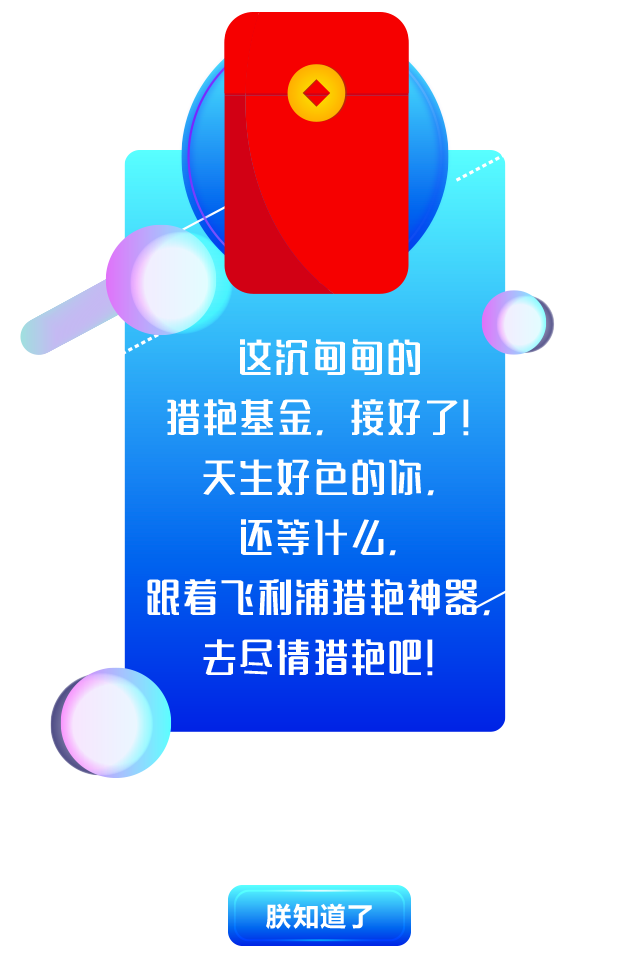 这沉甸甸的
猎艳基金，接好了!
天生好色的你，
还等什么，
跟着飞利浦猎艳神器，
去尽情猎艳吧!
朕知道了